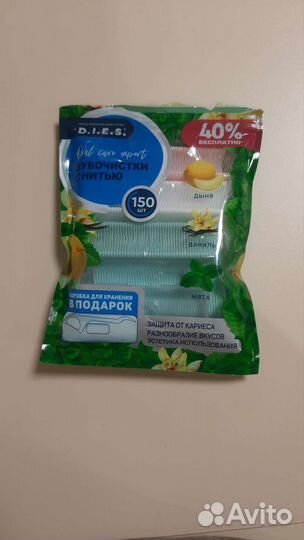 D.I.E.S.
Oral care expert
ЗУБОЧИСТКИ
С НИТЬЮ
150
ШТ
40%
БЕСПЛАТНО
ДЫНЯ
ВАНИЛЬ
МЯТА
КОРОБКА ДЛЯ ХРАНЕНИЯ
В ПОДАРОК
ЗАЩИТА ОТ КАРИЕСА
РАЗНООБРАЗИЕ ВКУСОВ
ЭСТЕТИКА ИСПОЛЬЗОВАНИЯ
Avito